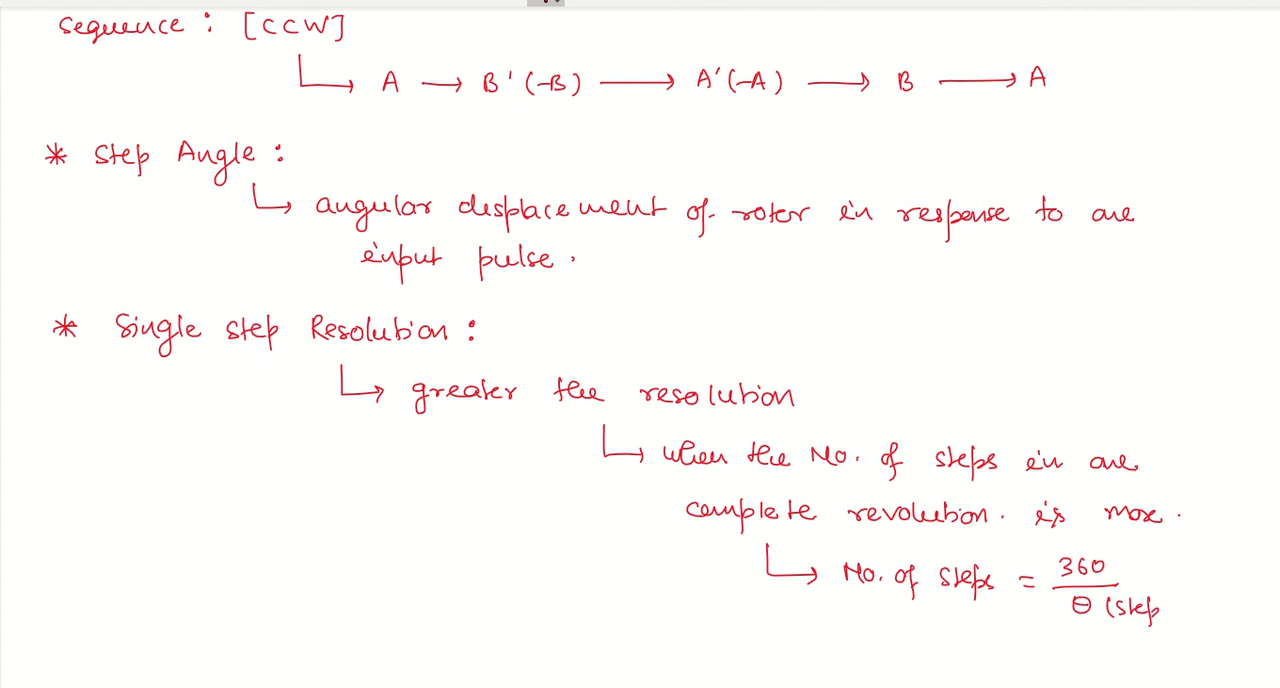 Sequence : [CCW]
↳ A → B'(-B) → A'(-A) → B → A
* Step Angle :
↳ angular displacement of rotor in response to one
input pulse.
* Single step Resolution :
↳ greater the resolution
↳ when the No. of steps in one
complete revolution. is max.
↳ No. of steps = 360 / θ (step